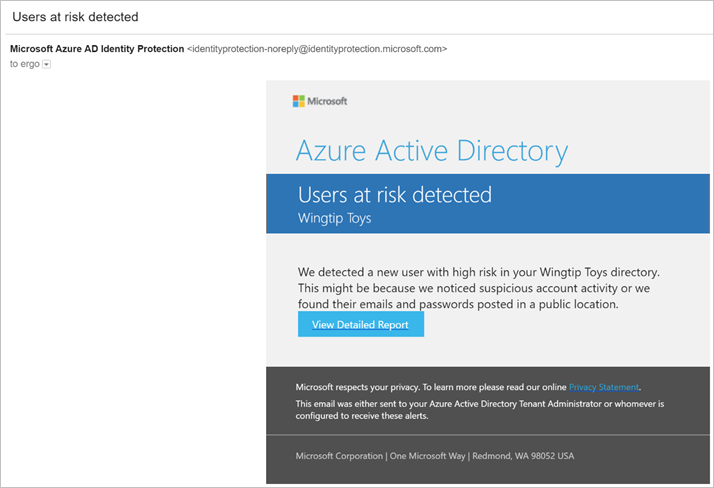 Users at risk detected
Microsoft Azure AD Identity Protection <identityprotection-noreply@identityprotection.microsoft.com>
to ergo
Microsoft
Azure Active Directory
Users at risk detected
Wingtip Toys
We detected a new user with high risk in your Wingtip Toys directory.
This might be because we noticed suspicious account activity or we
found their emails and passwords posted in a public location.
View Detailed Report
Microsoft respects your privacy. To learn more please read our online Privacy Statement.
This email was either sent to your Azure Active Directory Tenant Administrator or whomever is
configured to receive these alerts.
Microsoft Corporation | One Microsoft Way | Redmond, WA 98052 USA